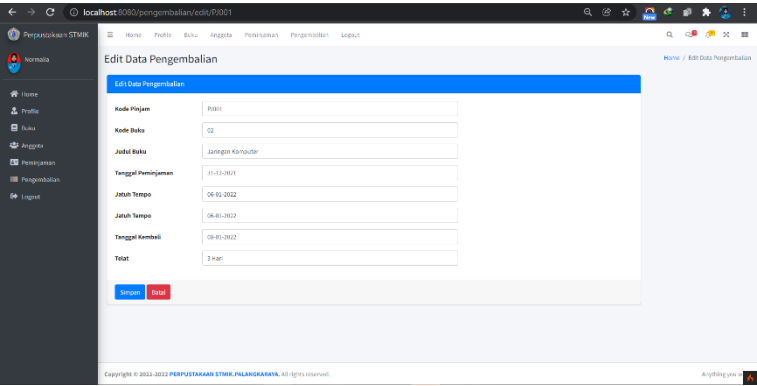 localhost:8080/pengembalian/edit/PJ001
New
Perpustakaan STMIK
Home Profile Buku Anggota Peminjaman Pengembalian Logout
Normalia
Edit Data Pengembalian
Home / Edit Data Pengembalian
Edit Data Pengembalian
Home
Profile
Buku
Anggota
Peminjaman
Pengembalian
Logout
Kode Pinjam PJ001
Kode Buku 02
Judul Buku Jaringan Komputer
Tanggal Peminjaman 31-12-2021
Jatuh Tempo 06-01-2022
Jatuh Tempo 06-01-2022
Tanggal Kembali 09-01-2022
Telat 3 Hari
Simpan Batal
Copyright © 2021-2022 PERPUSTAKAAN STMIK.PALANGKARAYA. All rights reserved.
Anything you w